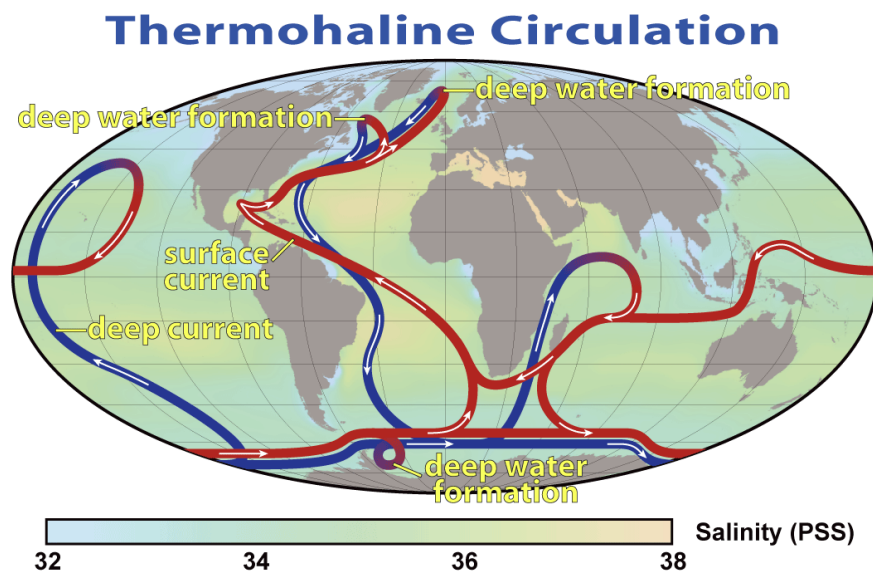 Thermohaline Circulation
deep water formation
deep water formation
surface
current
deep current
deep water
formation
Salinity (PSS)
32 34 36 38